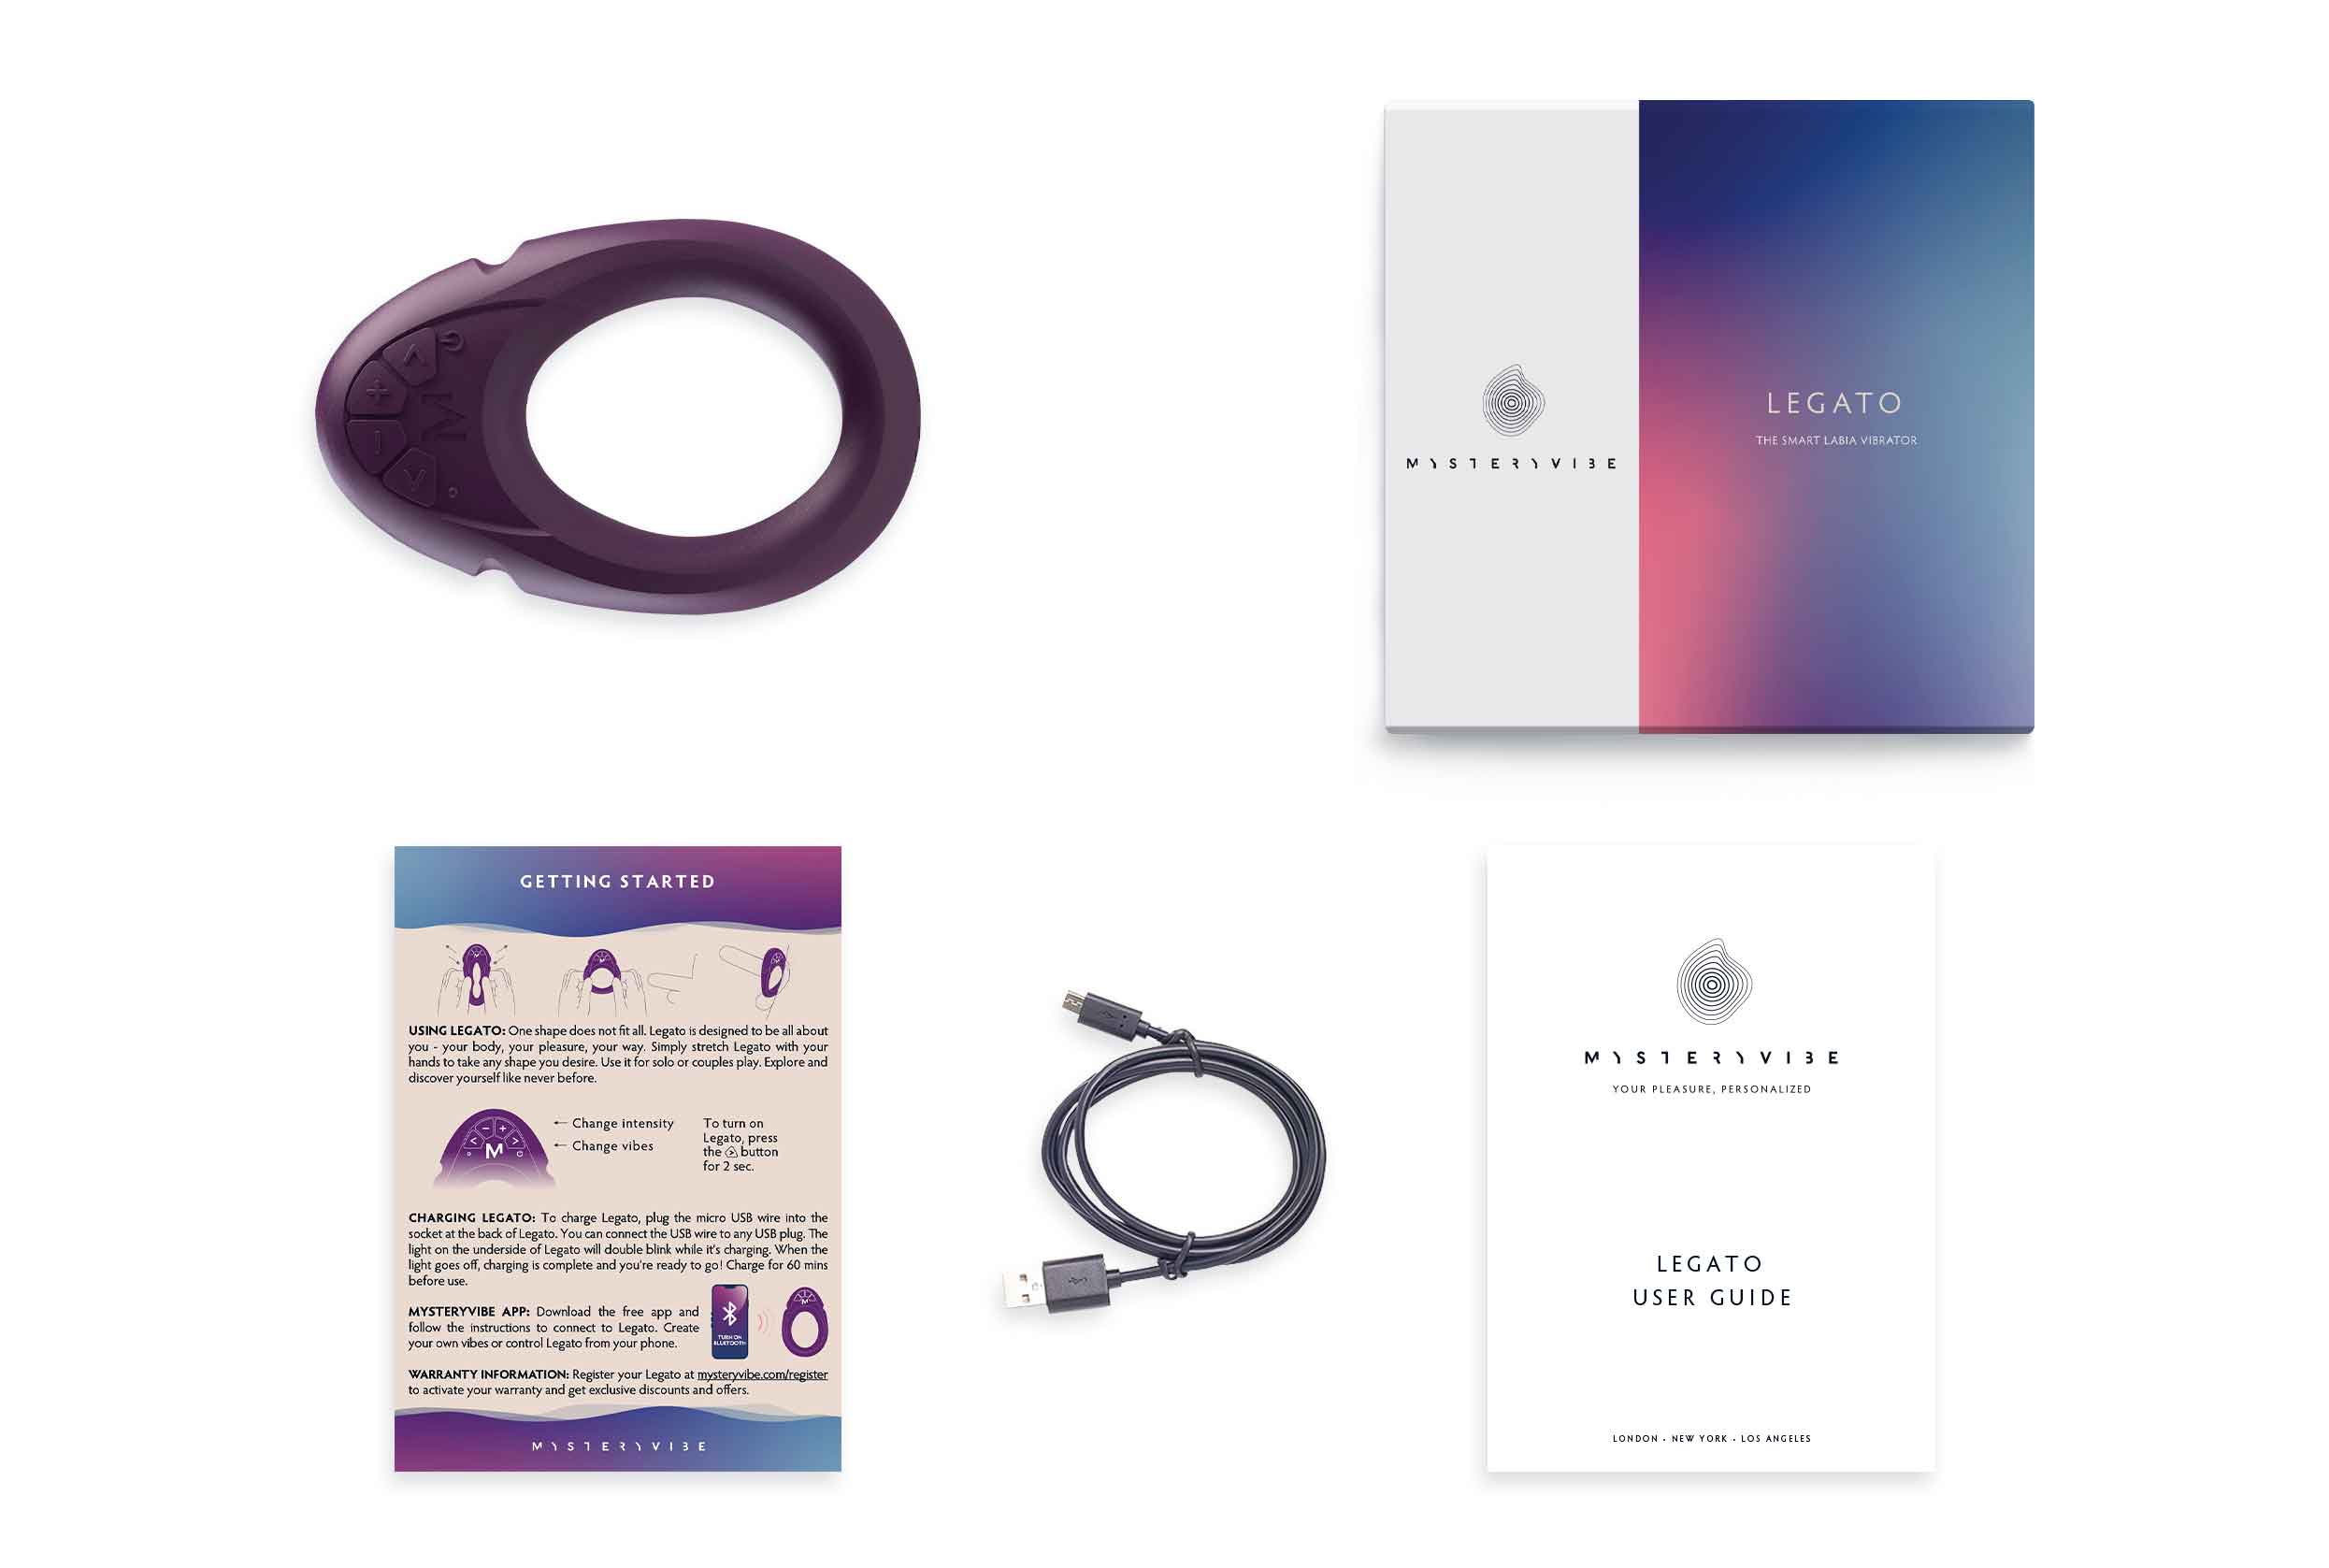 M
MYSTERYVIBE
LEGATO
THE SMART LABIA VIBRATOR
GETTING STARTED
USING LEGATO: One shape does not fit all. Legato is designed to be all about
you - your body, your pleasure, your way. Simply stretch Legato with your
hands to take any shape you desire. Use it for solo or couples play. Explore and
discover yourself like never before.
M
← Change intensity
← Change vibes
To turn on
Legato, press
the > button
for 2 sec.
CHARGING LEGATO: To charge Legato, plug the micro USB wire into the
socket at the back of Legato. You can connect the USB wire to any USB plug. The
light on the underside of Legato will double blink while it's charging. When the
light goes off, charging is complete and you're ready to go! Charge for 60 mins
before use.
MYSTERYVIBE APP: Download the free app and
follow the instructions to connect to Legato. Create
your own vibes or control Legato from your phone.
TURN ON
BLUETOOTH
WARRANTY INFORMATION: Register your Legato at mysteryvibe.com/register
to activate your warranty and get exclusive discounts and offers.
MYSTERYVIBE
MYSTERYVIBE
YOUR PLEASURE, PERSONALIZED
LEGATO
USER GUIDE
LONDON - NEW YORK - LOS ANGELES